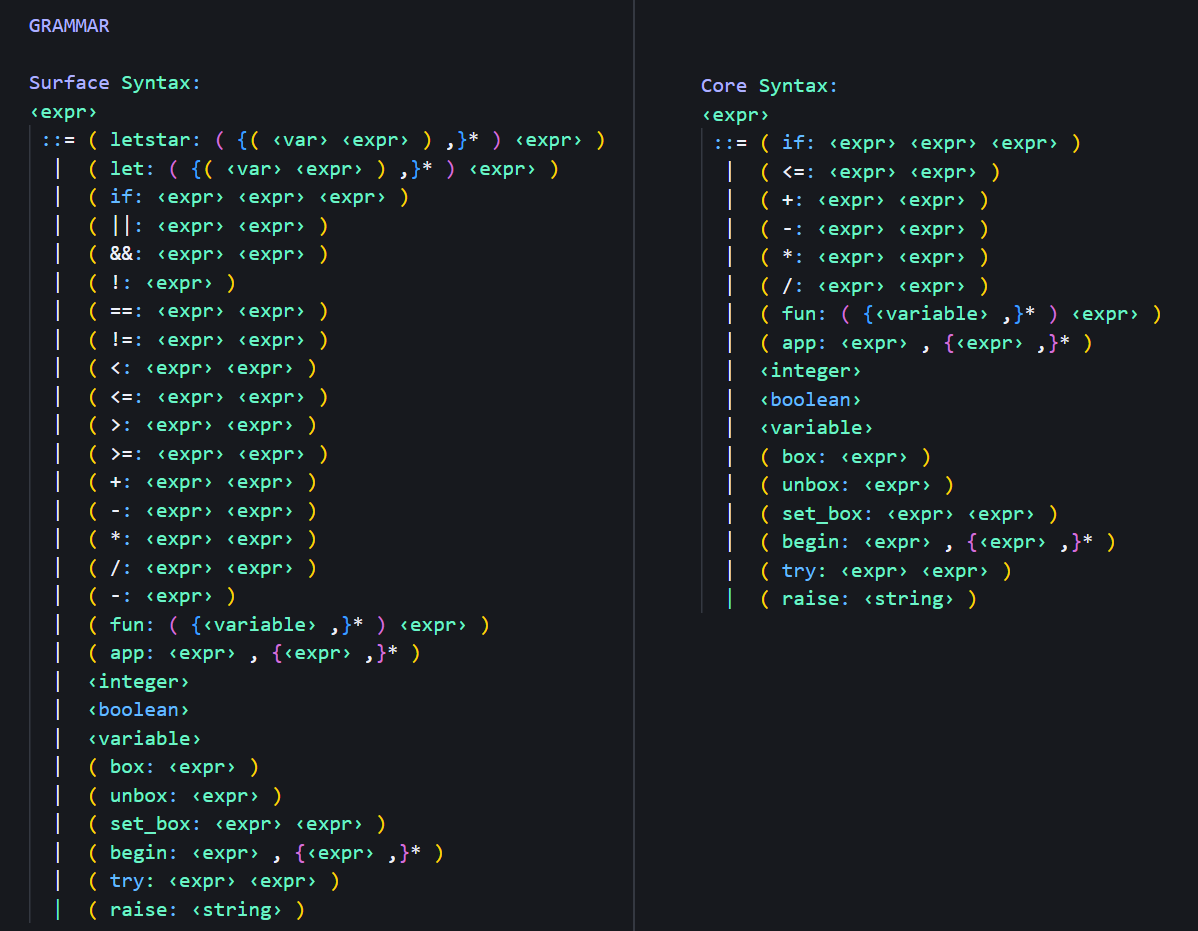 GRAMMAR
Surface Syntax:
‹expr›
::= ( letstar: ( {( ‹var› ‹expr› ) ,}* ) ‹expr› )
| ( let: ( {( ‹var› ‹expr› ) ,}* ) ‹expr› )
| ( if: ‹expr› ‹expr› ‹expr› )
| ( ||: ‹expr› ‹expr› )
| ( &&: ‹expr› ‹expr› )
| ( !: ‹expr› )
| ( ==: ‹expr› ‹expr› )
| ( !=: ‹expr› ‹expr› )
| ( <: ‹expr› ‹expr› )
| ( <=: ‹expr› ‹expr› )
| ( >: ‹expr› ‹expr› )
| ( >=: ‹expr› ‹expr› )
| ( +: ‹expr› ‹expr› )
| ( -: ‹expr› ‹expr› )
| ( *: ‹expr› ‹expr› )
| ( /: ‹expr› ‹expr› )
| ( -: ‹expr› )
| ( fun: ( {‹variable› ,}* ) ‹expr› )
| ( app: ‹expr› , {‹expr› ,}* )
| ‹integer›
| ‹boolean›
| ‹variable›
| ( box: ‹expr› )
| ( unbox: ‹expr› )
| ( set_box: ‹expr› ‹expr› )
| ( begin: ‹expr› , {‹expr› ,}* )
| ( try: ‹expr› ‹expr› )
| ( raise: ‹string› )
Core Syntax:
‹expr›
::= ( if: ‹expr› ‹expr› ‹expr› )
| ( <=: ‹expr› ‹expr› )
| ( +: ‹expr› ‹expr› )
| ( -: ‹expr› ‹expr› )
| ( *: ‹expr› ‹expr› )
| ( /: ‹expr› ‹expr› )
| ( fun: ( {‹variable› ,}* ) ‹expr› )
| ( app: ‹expr› , {‹expr› ,}* )
| ‹integer›
| ‹boolean›
| ‹variable›
| ( box: ‹expr› )
| ( unbox: ‹expr› )
| ( set_box: ‹expr› ‹expr› )
| ( begin: ‹expr› , {‹expr› ,}* )
| ( try: ‹expr› ‹expr› )
| ( raise: ‹string› )